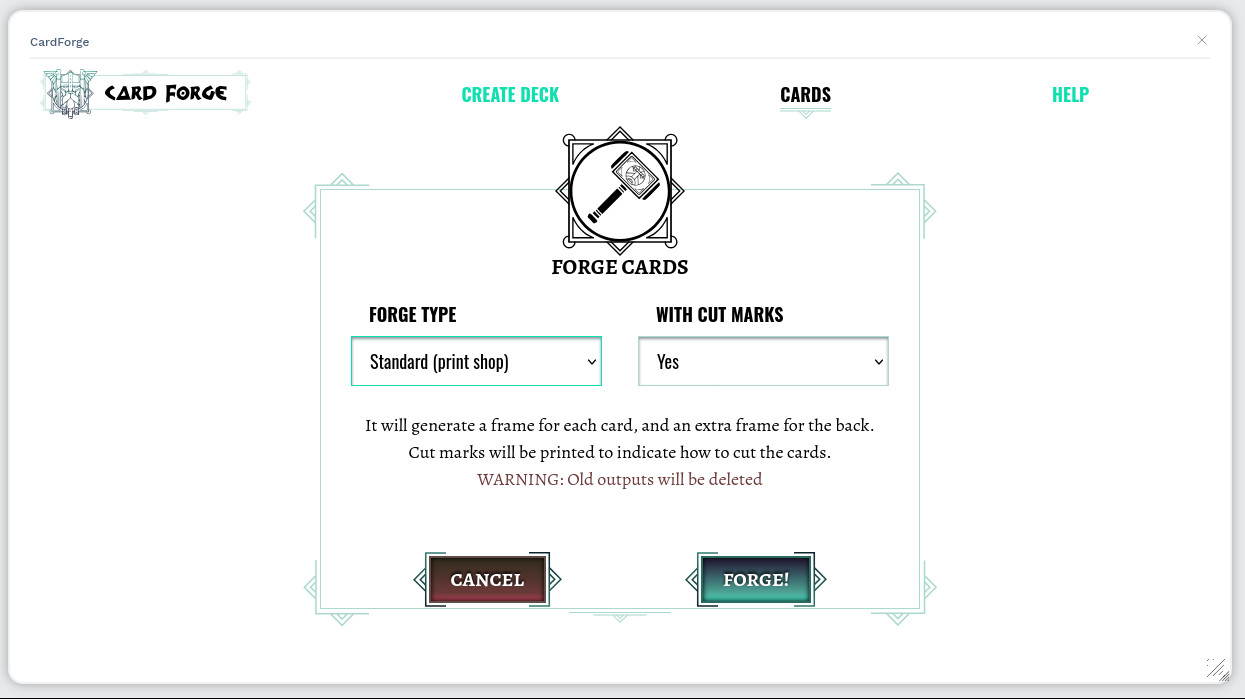 CardForge
CARD FORGE
CREATE DECK
CARDS
HELP
FORGE CARDS
FORGE TYPE
WITH CUT MARKS
Standard (print shop)
Yes
It will generate a frame for each card, and an extra frame for the back.
Cut marks will be printed to indicate how to cut the cards.
WARNING: Old outputs will be deleted
CANCEL
FORGE!